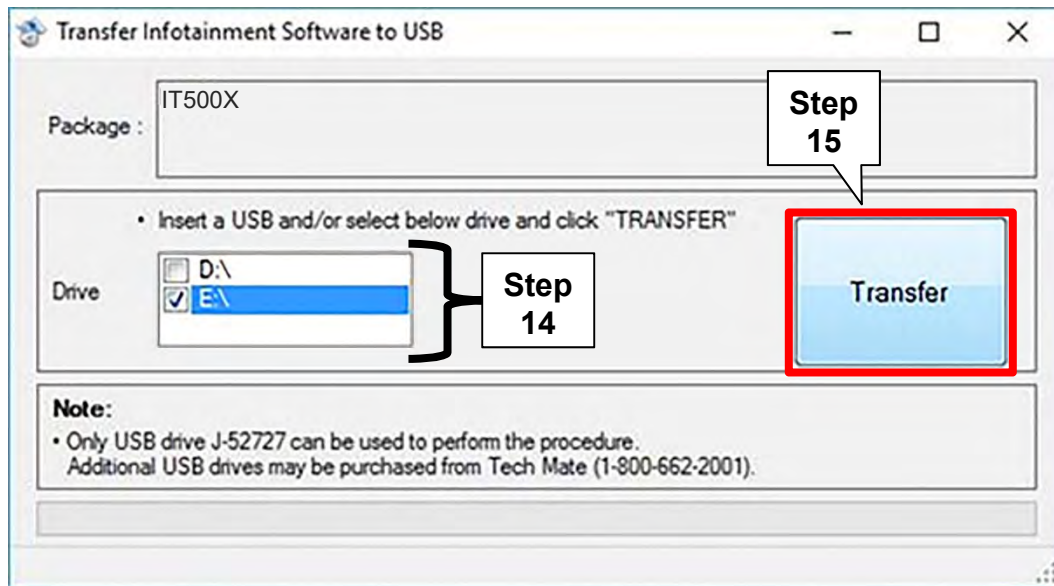 Transfer Infotainment Software to USB
Package :
IT500X
Step
15
• Insert a USB and/or select below drive and click "TRANSFER"
Drive
D:\
E:\
Step
14
Transfer
Note:
• Only USB drive J-52727 can be used to perform the procedure.
Additional USB drives may be purchased from Tech Mate (1-800-662-2001).